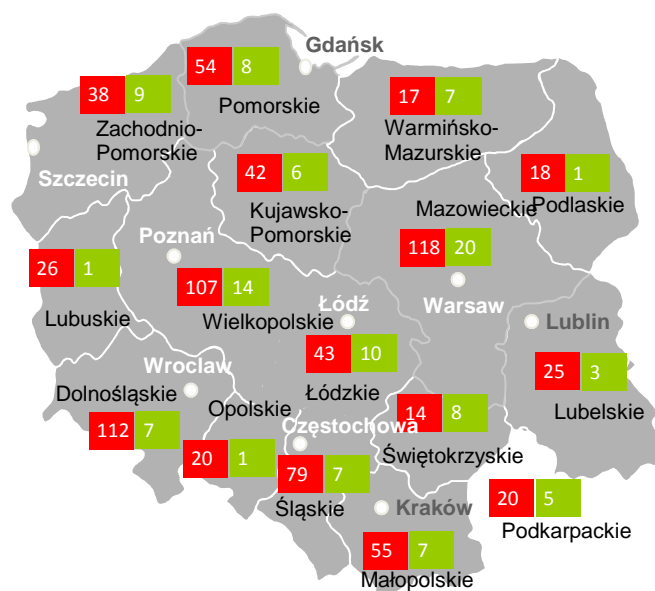 Gdańsk
54 8
Pomorskie
38 9
Zachodnio-
Pomorskie
17 7
Warmińsko-
Mazurskie
Szczecin
42 6
Kujawsko-
Pomorskie
18 1
Podlaskie
Mazowieckie
118 20
Warsaw
Poznań
26 1
Lubuskie
107 14
Wielkopolskie
Łódź
43 10
Łódzkie
Lublin
25 3
Lubelskie
Wroclaw
Dolnośląskie
112 7
Opolskie
20 1
Częstochowa
79 7
Śląskie
14 8
Świętokrzyskie
Kraków
55 7
Małopolskie
20 5
Podkarpackie